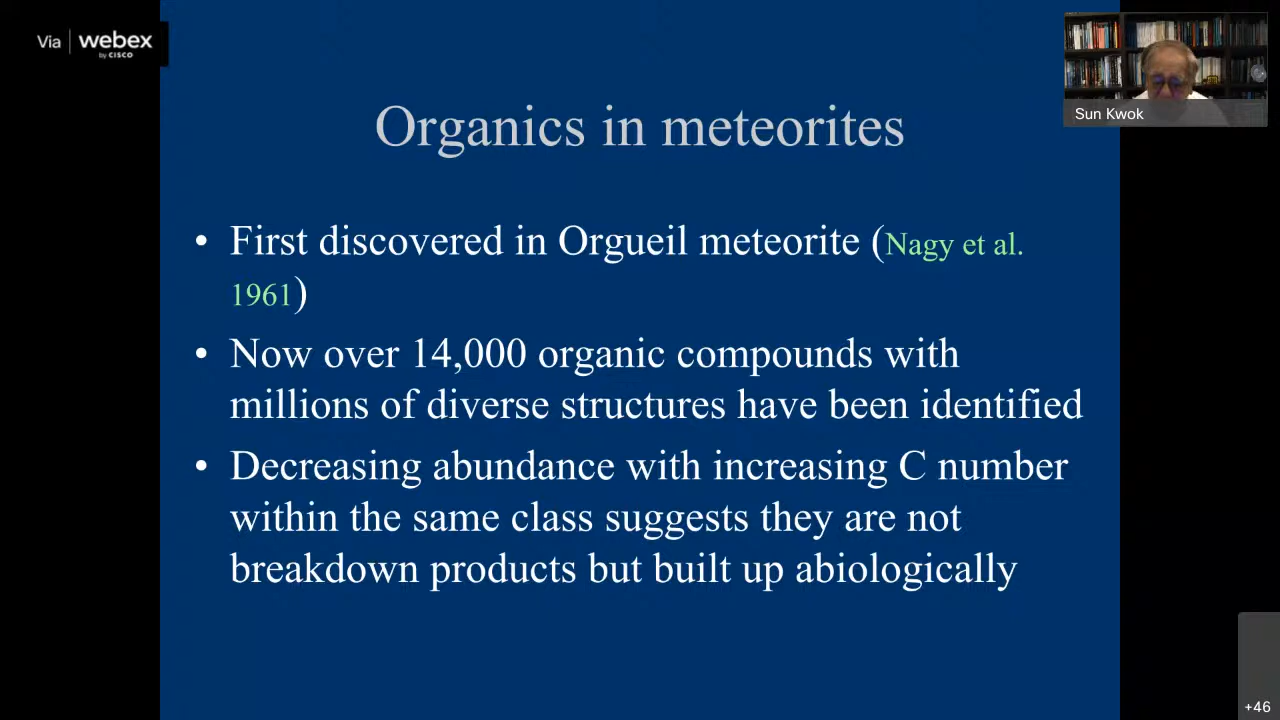 Via webex
by CISCO
Sun Kwok
Organics in meteorites
• First discovered in Orgueil meteorite (Nagy et al.
1961)
• Now over 14,000 organic compounds with
millions of diverse structures have been identified
• Decreasing abundance with increasing C number
within the same class suggests they are not
breakdown products but built up abiologically
+46